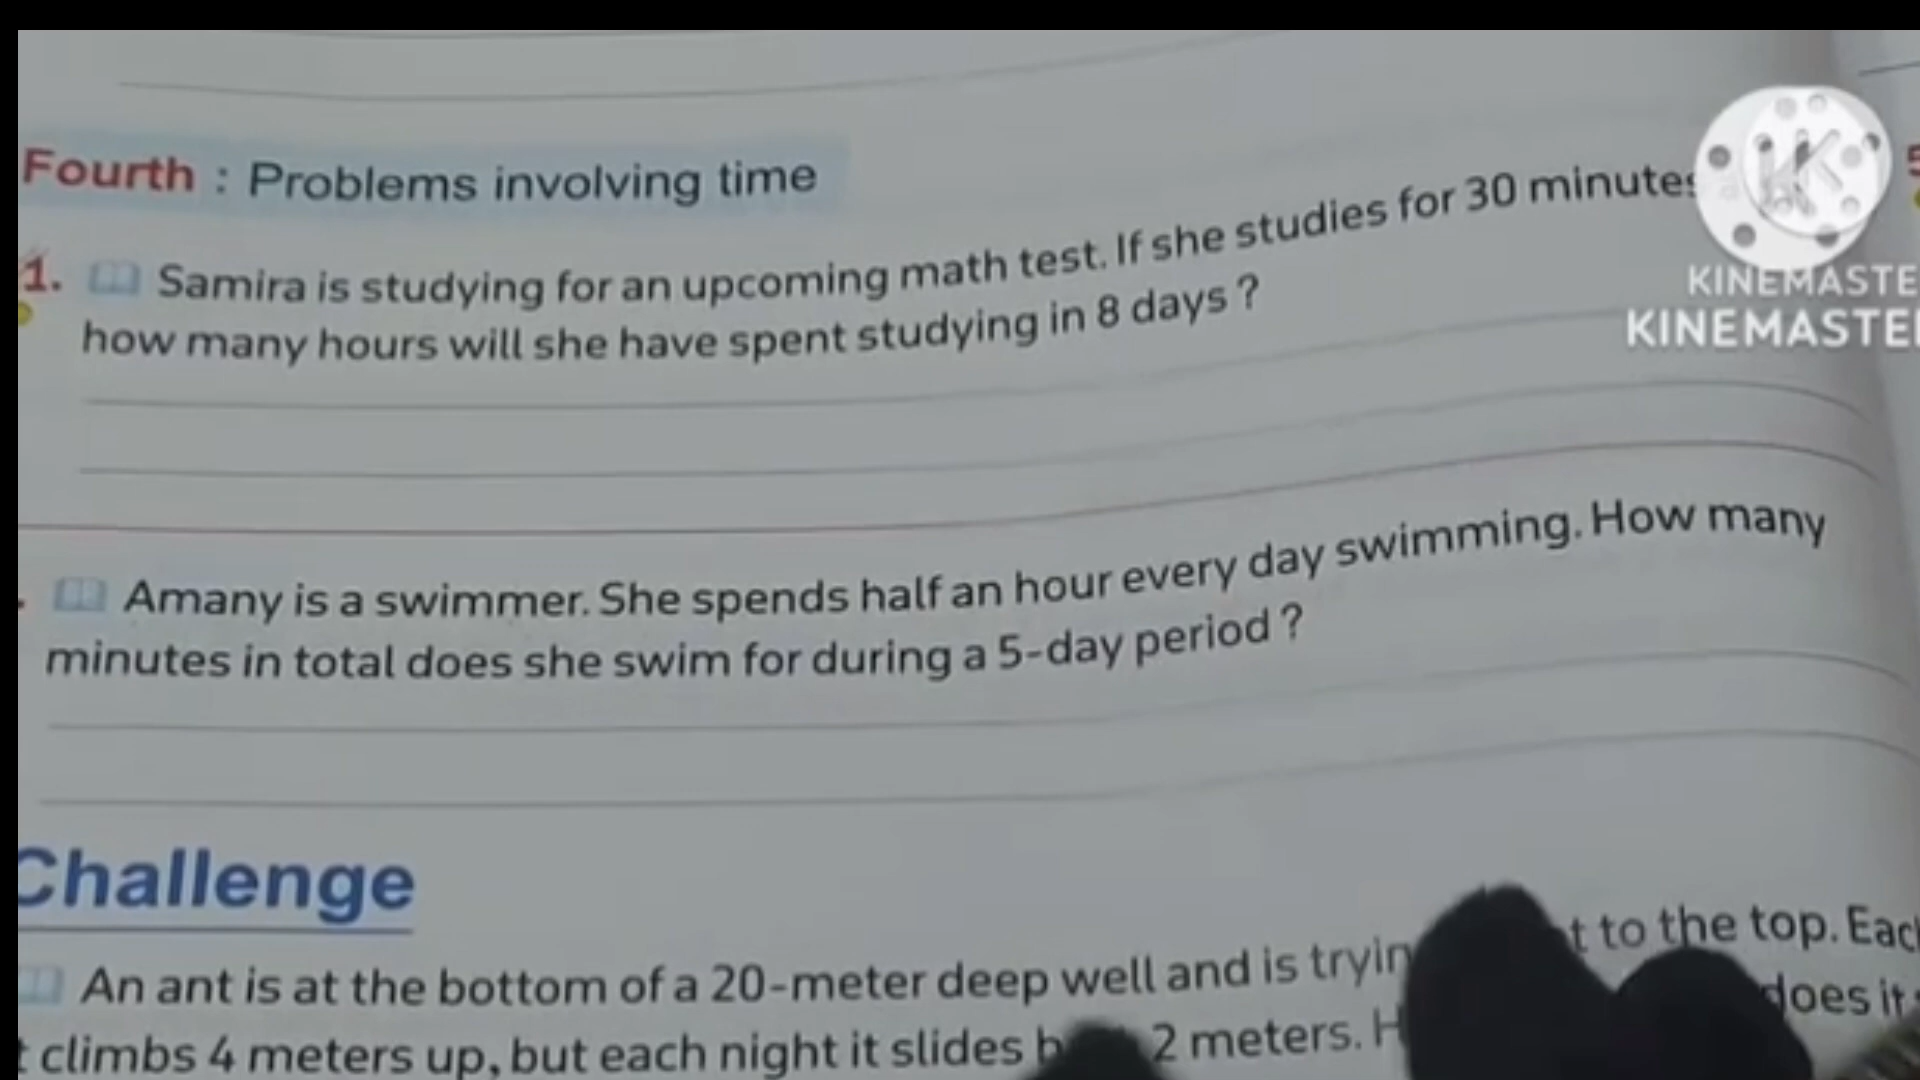 Fourth : Problems involving time
1. Samira is studying for an upcoming math test. If she studies for 30 minutes
how many hours will she have spent studying in 8 days ?
Amany is a swimmer. She spends half an hour every day swimming. How many
minutes in total does she swim for during a 5-day period ?
Challenge
An ant is at the bottom of a 20-meter deep well and is to the top.
climbs 4 meters up, but each night it slides 2 meters. does it
KINEMASTE
KINEMASTE